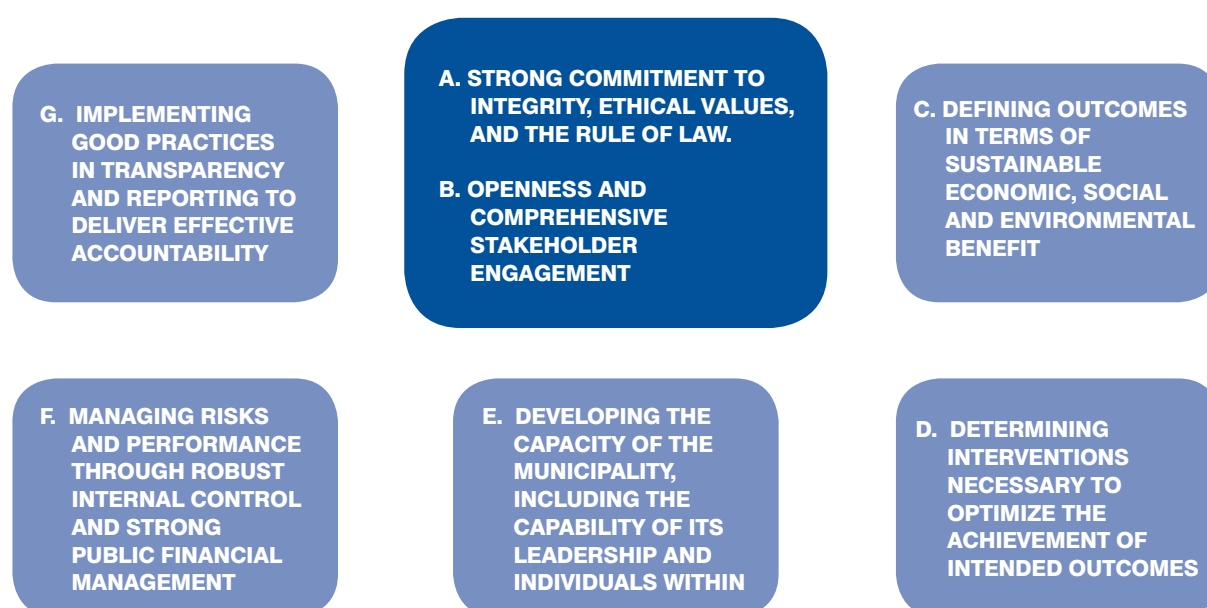 G. IMPLEMENTING
GOOD PRACTICES
IN TRANSPARENCY
AND REPORTING TO
DELIVER EFFECTIVE
ACCOUNTABILITY
A. STRONG COMMITMENT TO
INTEGRITY, ETHICAL VALUES,
AND THE RULE OF LAW.
B. OPENNESS AND
COMPREHENSIVE
STAKEHOLDER
ENGAGEMENT
C. DEFINING OUTCOMES
IN TERMS OF
SUSTAINABLE
ECONOMIC, SOCIAL
AND ENVIRONMENTAL
BENEFIT
F. MANAGING RISKS
AND PERFORMANCE
THROUGH ROBUST
INTERNAL CONTROL
AND STRONG
PUBLIC FINANCIAL
MANAGEMENT
E. DEVELOPING THE
CAPACITY OF THE
MUNICIPALITY,
INCLUDING THE
CAPABILITY OF ITS
LEADERSHIP AND
INDIVIDUALS WITHIN
D. DETERMINING
INTERVENTIONS
NECESSARY TO
OPTIMIZE THE
ACHIEVEMENT OF
INTENDED OUTCOMES